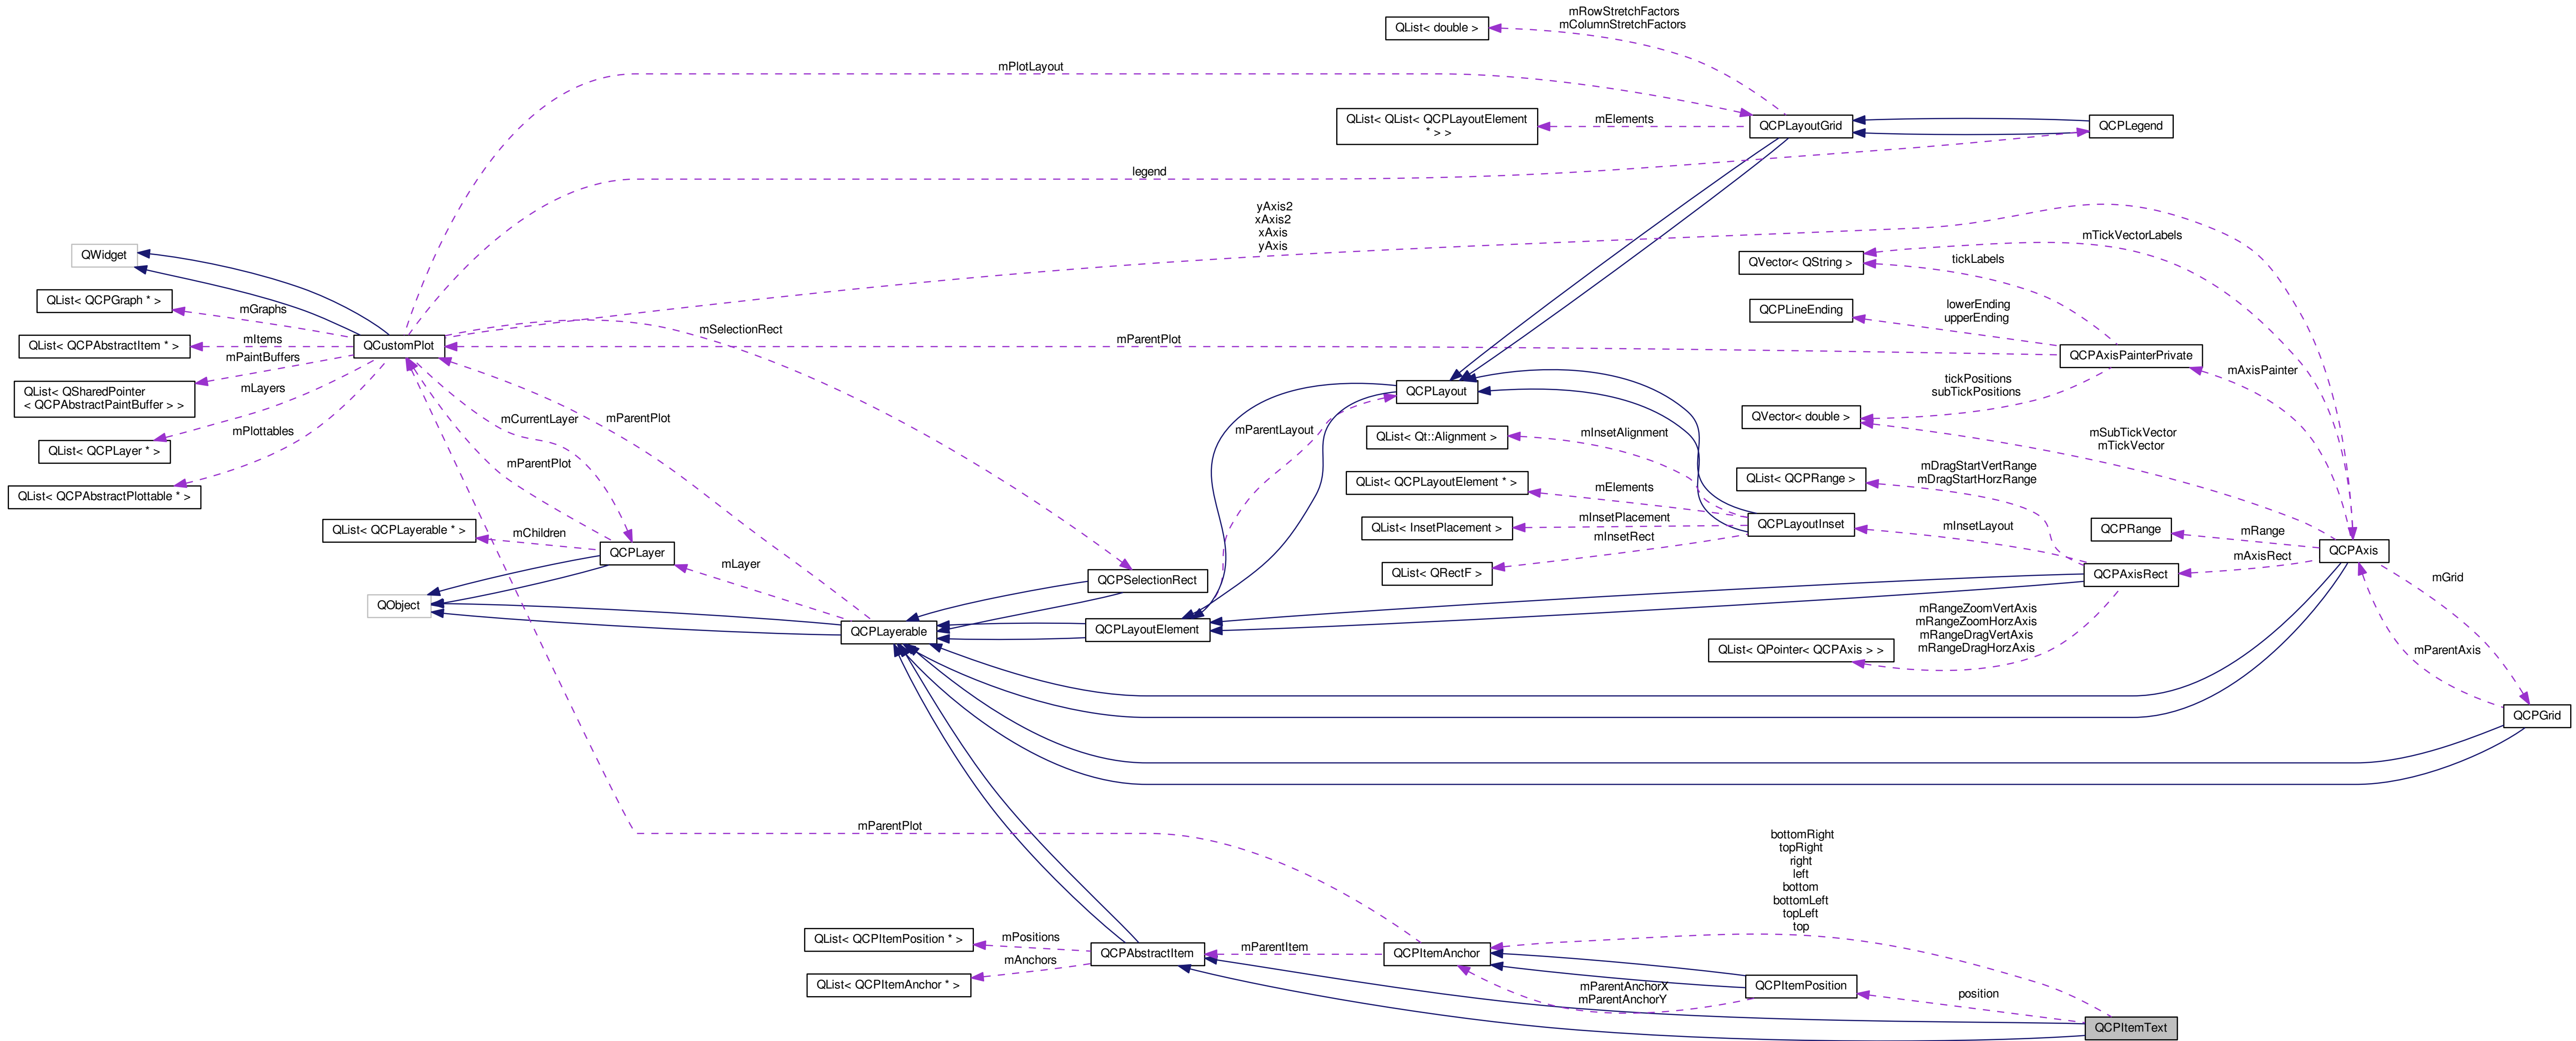 mRowStretchFactors
mColumnStretchFactors
QList< double >
mPlotLayout
QList< QList< QCPLayoutElement
* > >
mElements
QCPLayoutGrid
QCPLegend
legend
yAxis2
xAxis2
xAxis
yAxis
mTickVectorLabels
QWidget
QVector< QString >
tickLabels
QList< QCPGraph * >
mGraphs
QCPLineEnding
lowerEnding
upperEnding
mSelectionRect
QList< QCPAbstractItem * >
mItems
QCustomPlot
mParentPlot
QCPAxisPainterPrivate
mPaintBuffers
mAxisPainter
QList< QSharedPointer
< QCPAbstractPaintBuffer > >
mLayers
QCPLayout
tickPositions
subTickPositions
mCurrentLayer
mParentPlot
QVector< double >
mPlottables
mParentLayout
QList< Qt::Alignment >
mInsetAlignment
mSubTickVector
mTickVector
QList< QCPLayer * >
mParentPlot
mDragStartVertRange
mDragStartHorzRange
QList< QCPRange >
QList< QCPLayoutElement * >
mElements
QList< QCPAbstractPlottable * >
QList< QCPLayerable * >
mChildren
QList< InsetPlacement >
mInsetPlacement
QCPLayoutInset
mInsetLayout
QCPRange
mRange
mInsetRect
QCPLayer
QCPAxis
mLayer
mAxisRect
QList< QRectF >
QCPAxisRect
QCPSelectionRect
mGrid
QObject
mRangeZoomVertAxis
mRangeZoomHorzAxis
mRangeDragVertAxis
mRangeDragHorzAxis
QCPLayerable
QCPLayoutElement
QList< QPointer< QCPAxis > >
mParentAxis
QCPGrid
mParentPlot
bottomRight
topRight
right
left
bottom
bottomLeft
topLeft
top
QList< QCPItemPosition * >
mPositions
QCPAbstractItem
mParentItem
QCPItemAnchor
mAnchors
QList< QCPItemAnchor * >
mParentAnchorX
mParentAnchorY
QCPItemPosition
position
QCPItemText